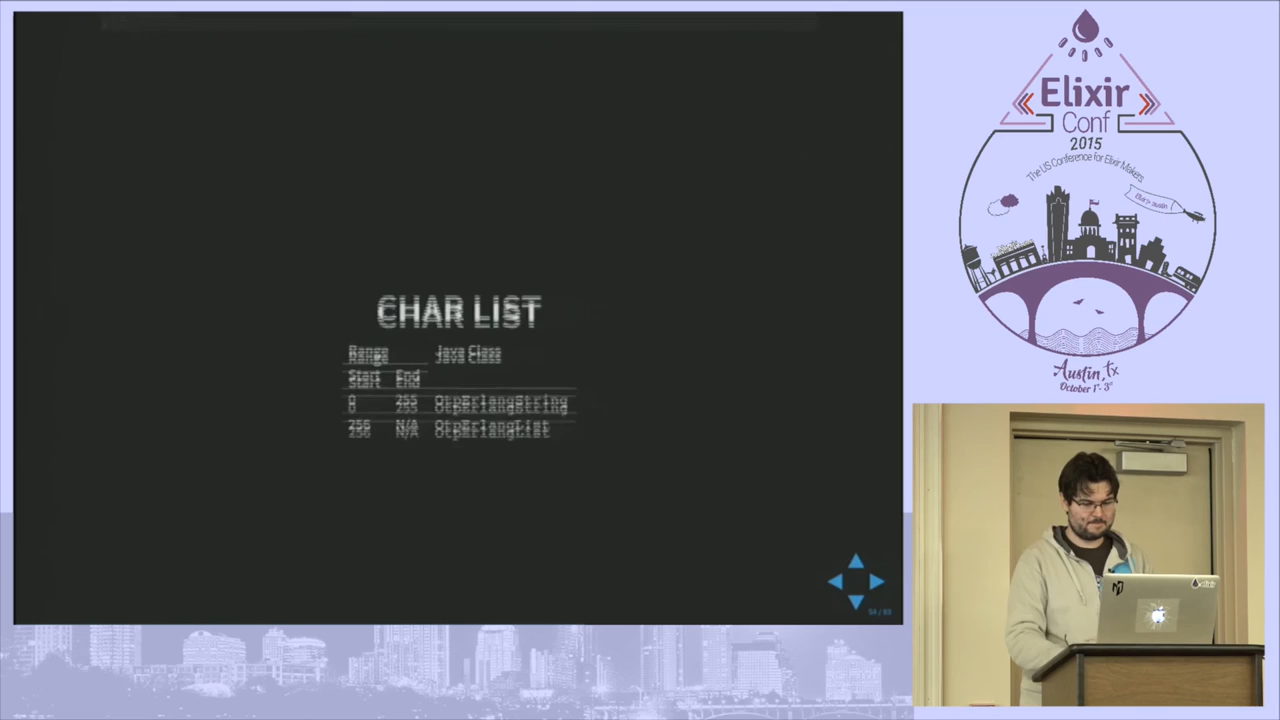 CHAR LIST
Range Java Class
Start End
0 255 OtpErlangString
256 N/A OtpErlangList
Elixir
Conf
2015
The US Conference for Elixir Makers
Austin, Tx
October 1st - 3rd